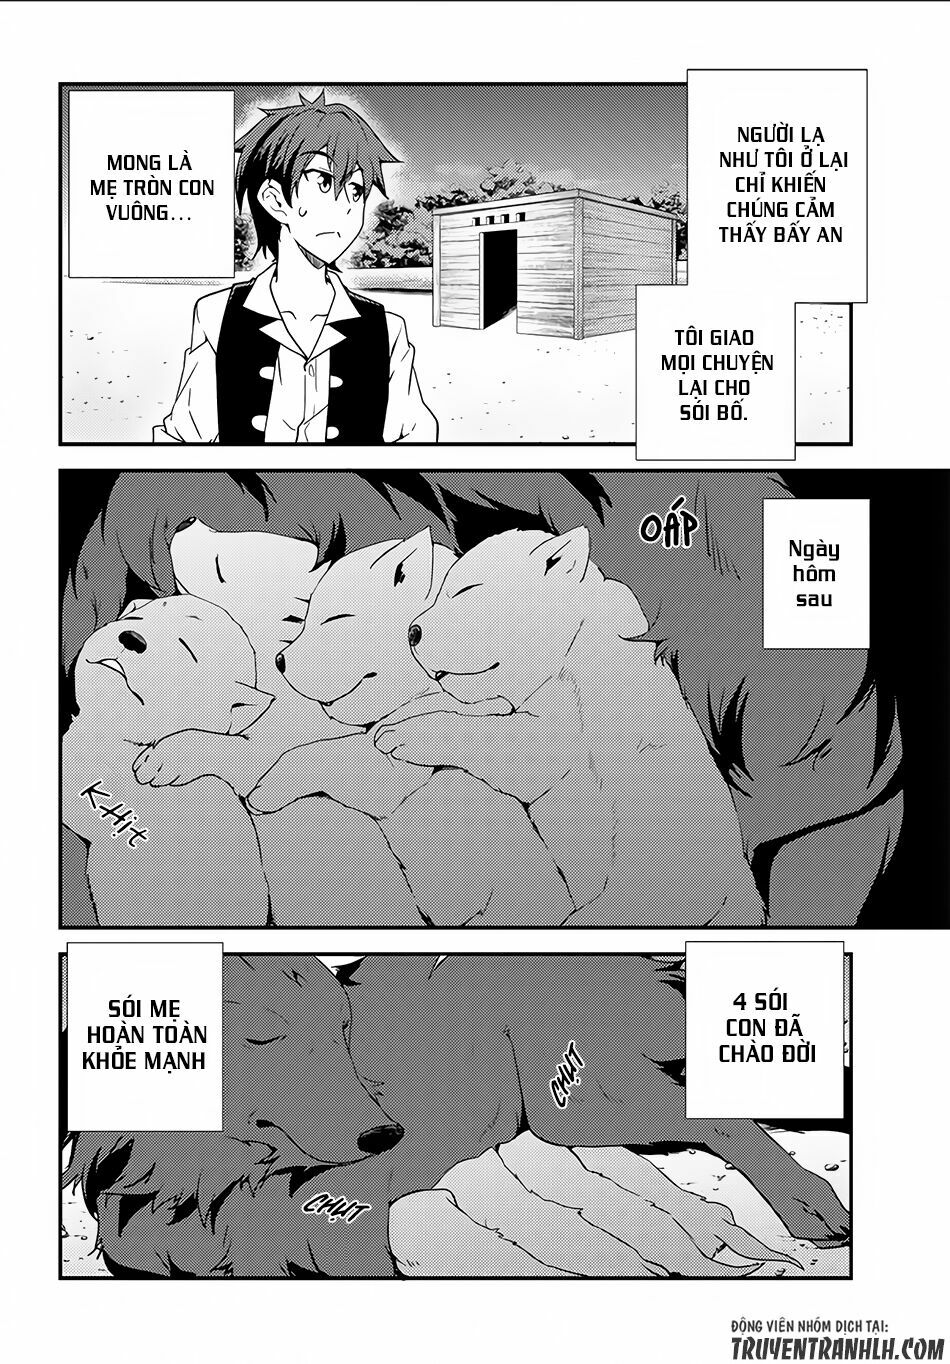 NGƯỜI LẠ
NHƯ TÔI Ở LẠI
CHỈ KHIẾN
CHÚNG CẢM
THẤY BẤY AN
TÔI GIAO
MỌI CHUYỆN
LẠI CHO
SÓI BỐ.
MONG LÀ
MẸ TRÒN CON
VUÔNG...
Ngày
hôm
sau
OÁP
KHỊT
4 SÓI
CON ĐÃ
CHÀO ĐỜI
CHỤT
SÓI MẸ
HOÀN TOÀN
KHỎE MẠNH
CHỤT
ĐỘNG VIÊN NHÓM DỊCH TẠI:
TRUYENTRANHLH.COM